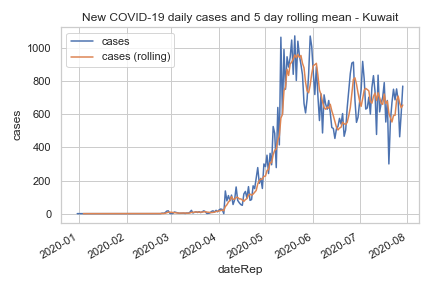 New COVID-19 daily cases and 5 day rolling mean - Kuwait
cases
cases (rolling)
1000
800
600
400
200
0
cases
2020-01
2020-02
2020-03
2020-04
2020-05
2020-06
2020-07
2020-08
dateRep